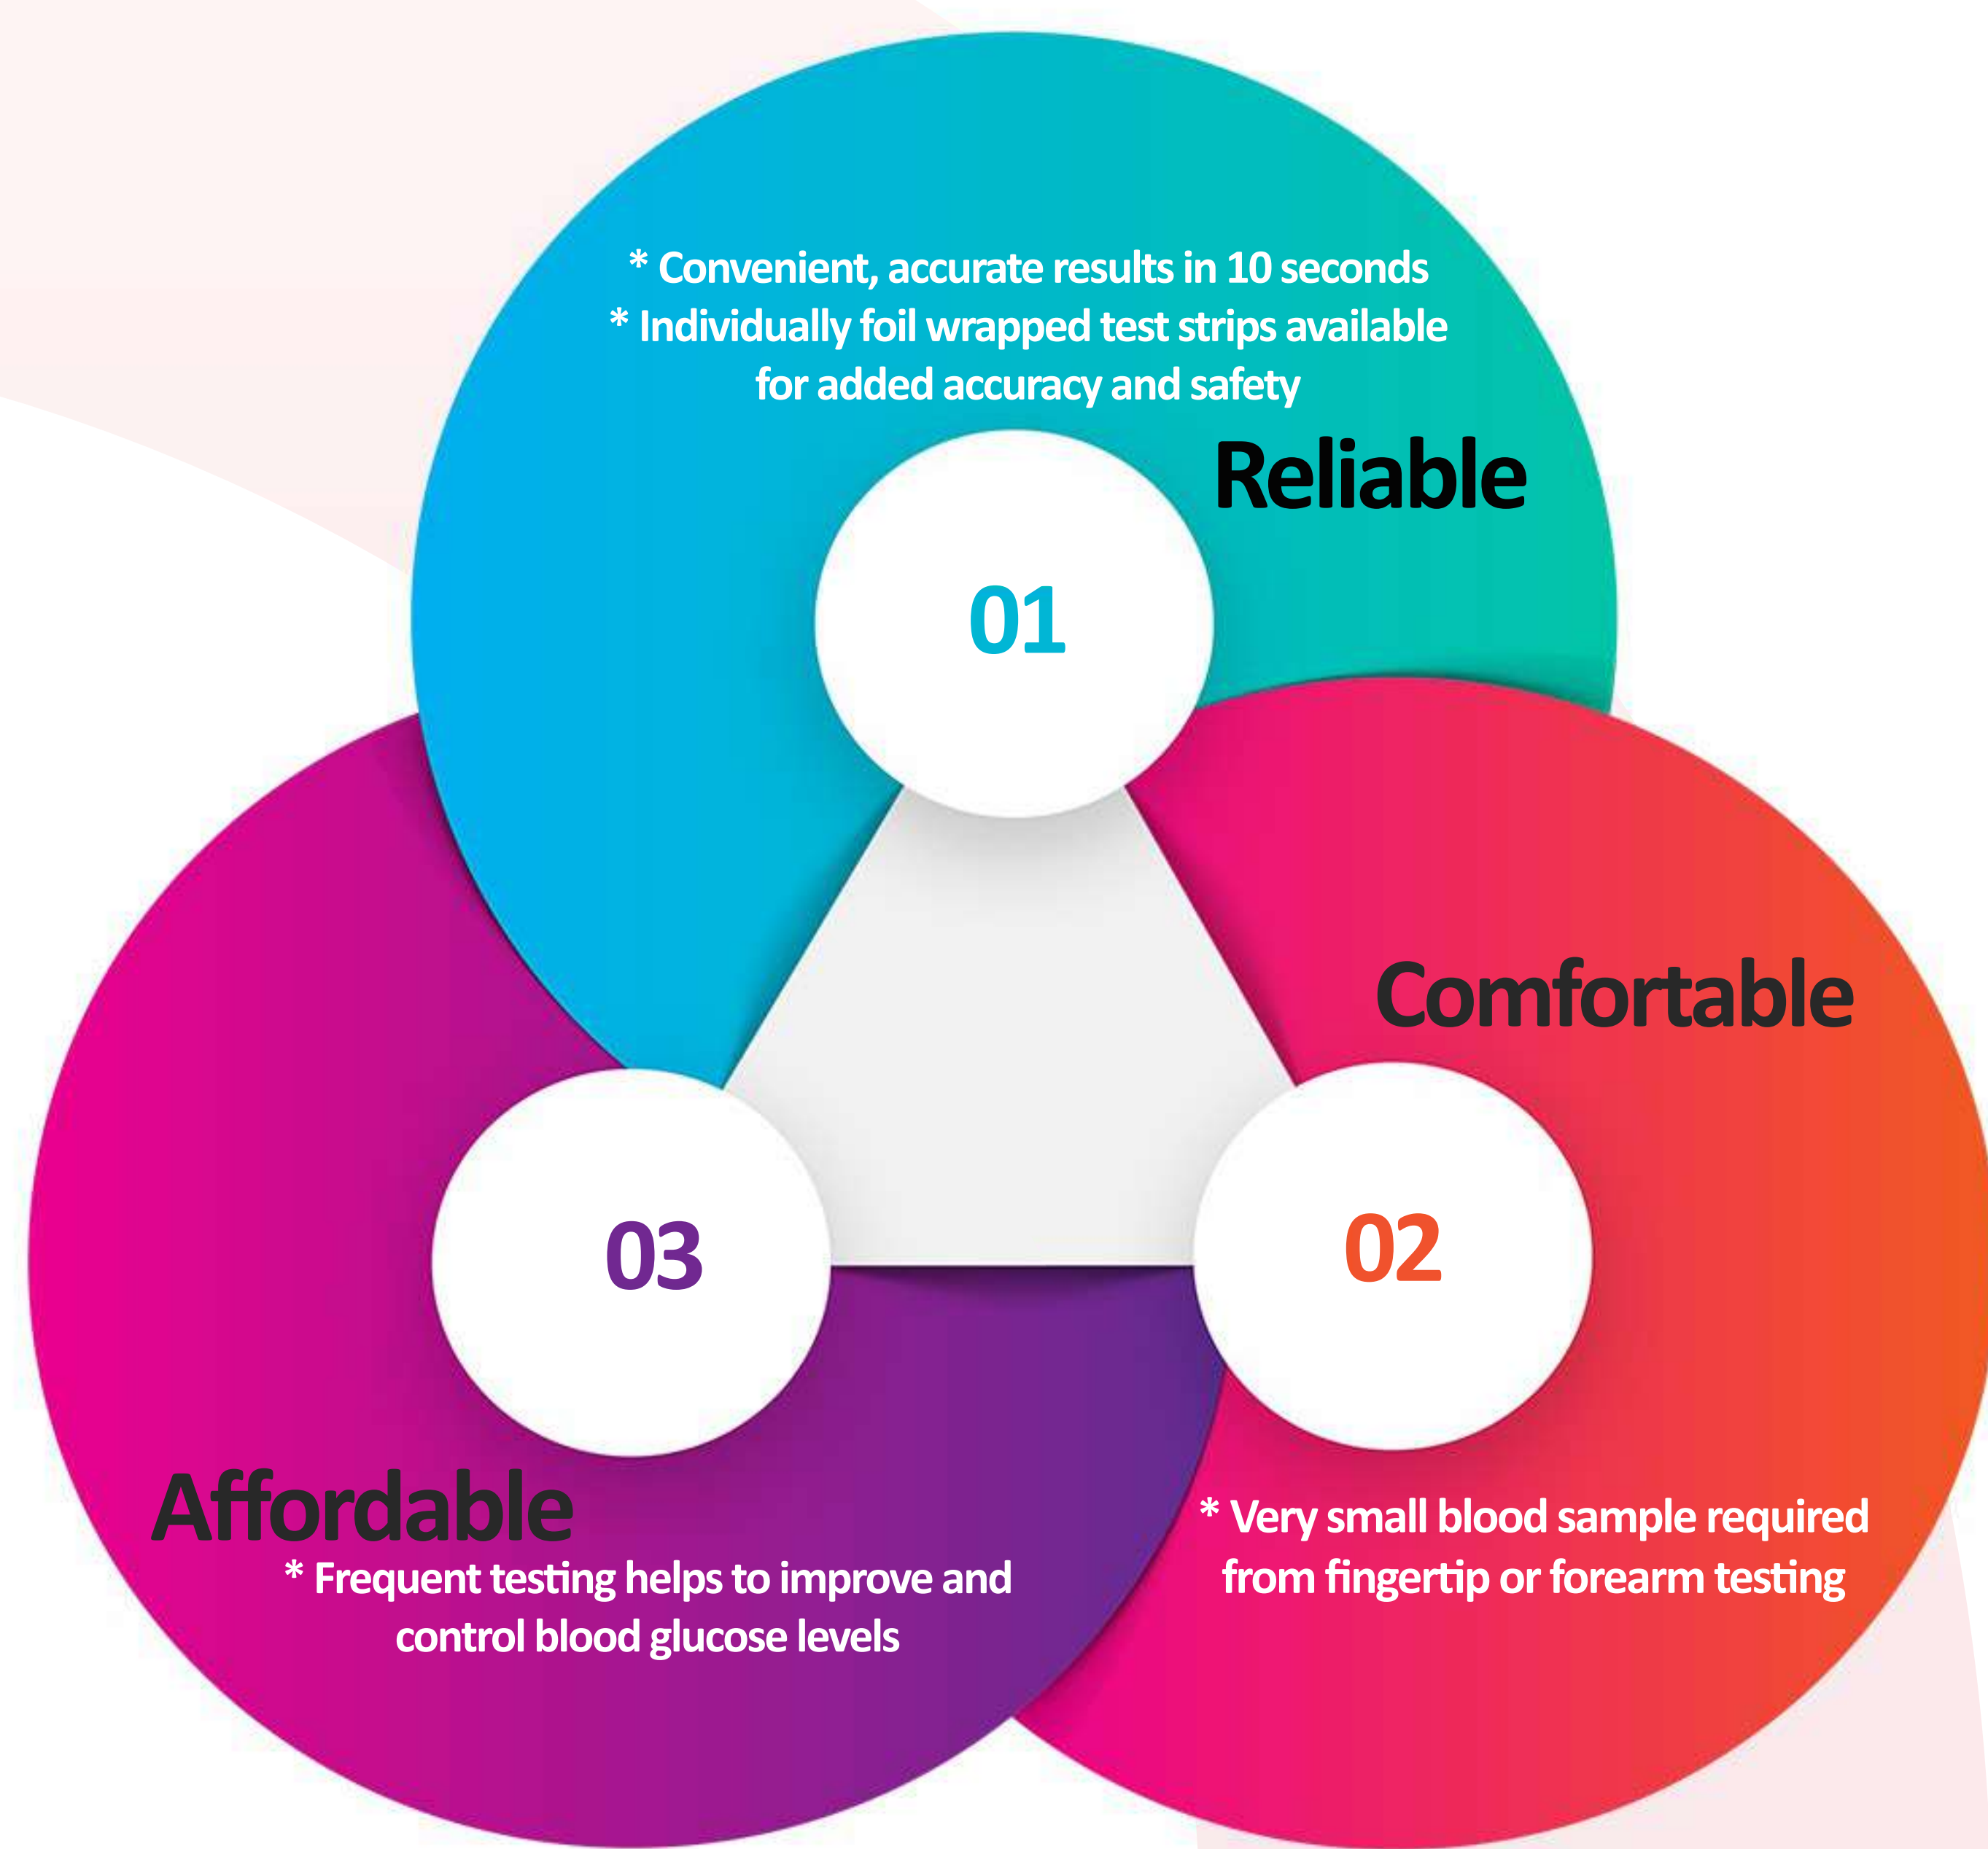 * Convenient, accurate results in 10 seconds
* Individually foil wrapped test strips available
for added accuracy and safety
Reliable
01
Comfortable
02
* Very small blood sample required
from fingertip or forearm testing
03
Affordable
* Frequent testing helps to improve and
control blood glucose levels